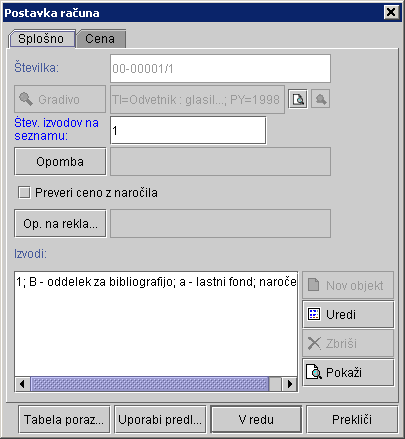 Postavka računa
Splošno
Cena
Številka:
00-00001/1
Gradivo
TI=Odvetnik : glasil...; PY=1998
Štev. izvodov na
seznamu:
1
Opomba
Preveri ceno z naročila
Op. na rekla...
Izvodi:
1; B - oddelek za bibliografijo; a - lastni fond; naroče
Nov objekt
Uredi
Zbriši
Pokaži
Tabela poraz...
Uporabi predl...
V redu
Prekliči